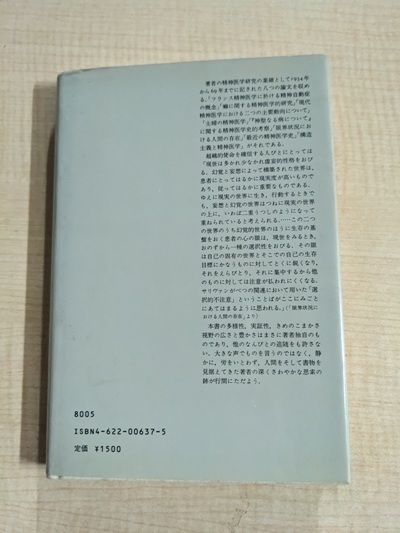 著者の精神医学研究の業績として1954年
から69年までに記された八つの論文を収め
る。「フランス精神医学に於ける精神自動症
の概念」「癩に関する精神医学的研究」「現代
精神医学における二つの主要動向について」
「主婦の精神医学」「『神聖なる病について』
に関する精神医学史的考察」「限界状況にお
ける人間の存在」「最近の精神医学史」「構造
主義と精神医学」がそれである。
超越的使命を確信する人びとにとっては
「現世は多かれ少なかれ虚妄的性格をおび
る。幻覚と妄想によって構築された世界は、
患者にとってはるかに現実度が高いもので
あり、従ってはるかに重要なものである。
ゆえに現実の世界に生き、行動するときで
も、妄想と幻覚の世界はつねに現実の世界
の上に、いわば二重うつしのようになって
重ねられていると考えられる。……この二つ
の世界のうち幻覚的世界のほうに生存の基
盤をおく患者の心の眼は、現世をみるとき、
おのずから一種の選択性をおびる。その眼
は自己の固有の世界とそこでの自己の生存
目標にかなうものに対してとくに鋭くなり、
それをえらびとり、それに集中するから他
のものに対しては注意が払われにくくなる。
サリヴァンがべつの関連において用いた「選
択的不注意」ということばがここにみごと
にあてはまるように思われる。」(「限界状況に
おける人間の存在」より)
本書の多様性、実証性、きめのこまかさ
視野の広さと豊かさはまさに著者独自のも
のであり、他のなんぴとの追随をも許さな
い。大きな声でものを言うのではなく、静
かに、労をいとわず、人間をそして書物を
見据えてきた著者の深くさわやかな思索の
跡が行間ににおっている。
8005
ISBN4-622-00637-5
定価 ¥1500